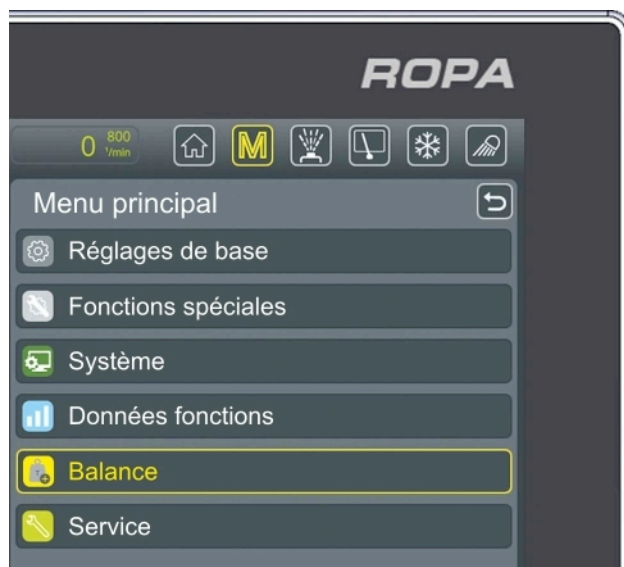 ROPA
0 800
1/min
M
Menu principal
Réglages de base
Fonctions spéciales
Système
Données fonctions
Balance
Service